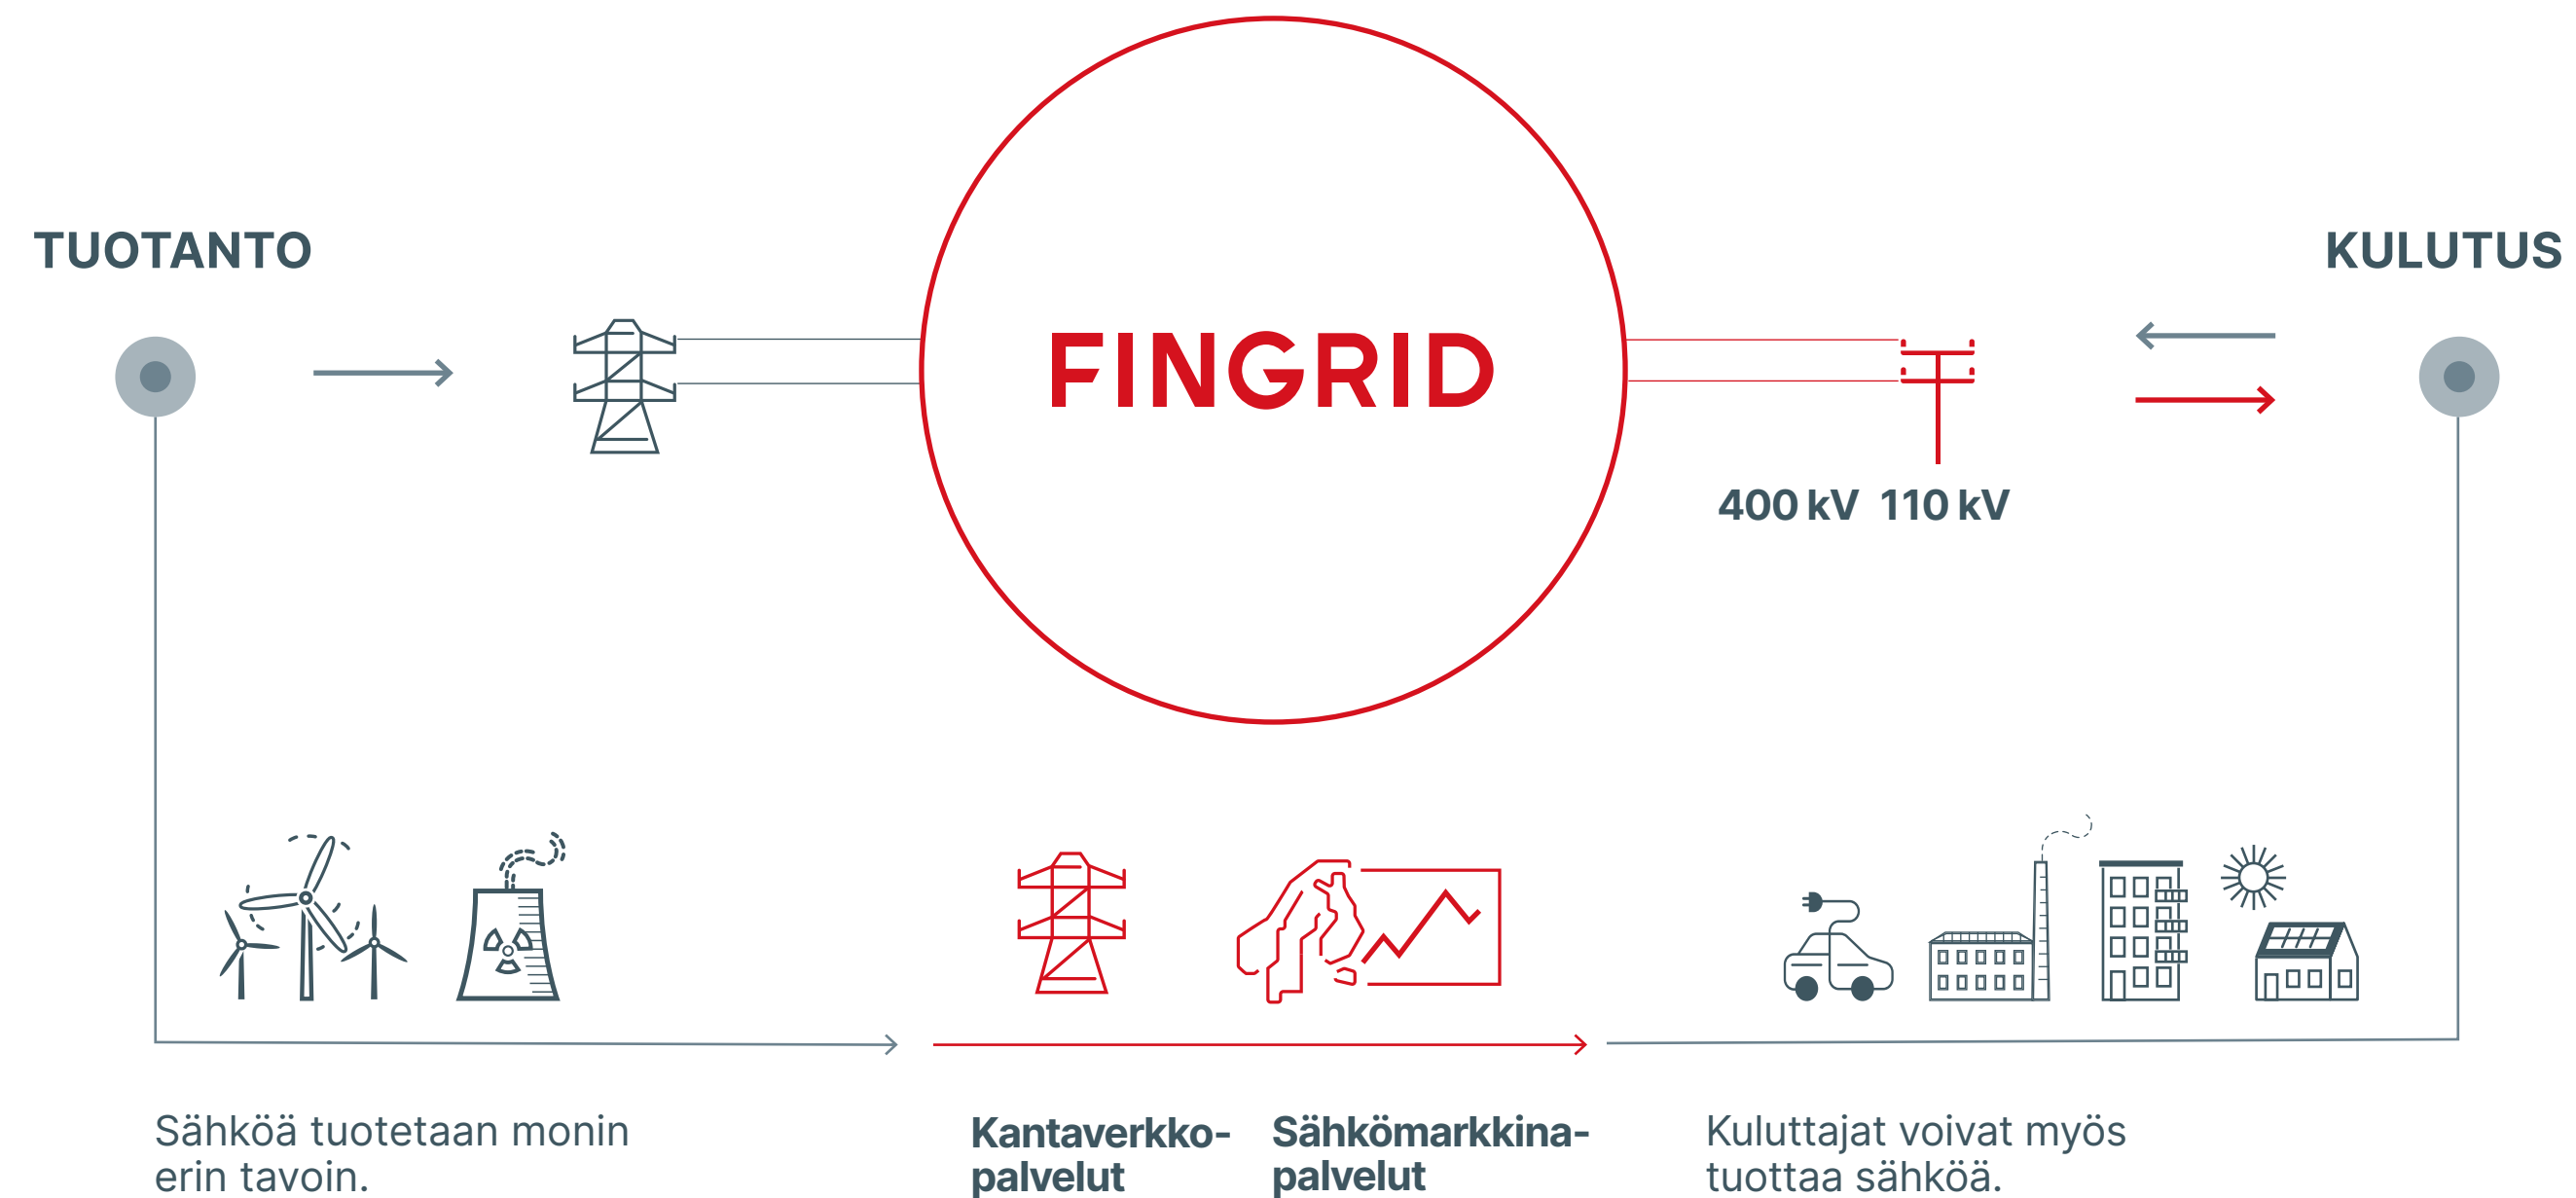 TUOTANTO
KULUTUS
FINGRID
400 kV 110 kV
Sähköä tuotetaan monin
erin tavoin.
Kantaverkko-
palvelut
Sähkömarkkina-
palvelut
Kuluttajat voivat myös
tuottaa sähköä.